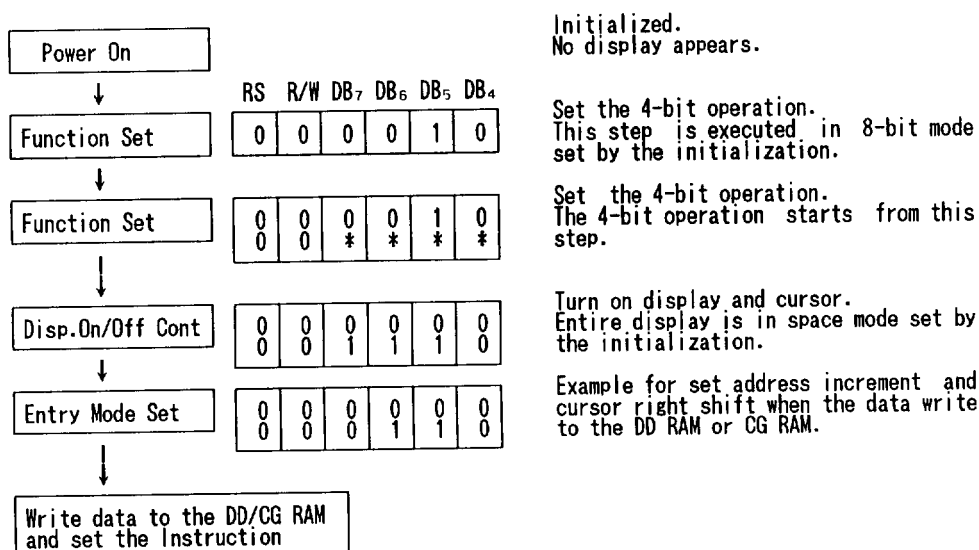 Power On
Initialized.
No display appears.
RS R/W DB₇ DB₆ DB₅ DB₄
Function Set
0 0 0 0 1 0
Set the 4-bit operation.
This step is executed in 8-bit mode
set by the initialization.
Function Set
0 0 0 0 1 0
0 0 * * * *
Set the 4-bit operation.
The 4-bit operation starts from this
step.
Disp.On/Off Cont
0 0 0 0 0 0
0 0 1 1 1 0
Turn on display and cursor.
Entire display is in space mode set by
the initialization.
Entry Mode Set
0 0 0 0 0 0
0 0 0 1 1 0
Example for set address increment and
cursor right shift when the data write
to the DD RAM or CG RAM.
Write data to the DD/CG RAM
and set the Instruction